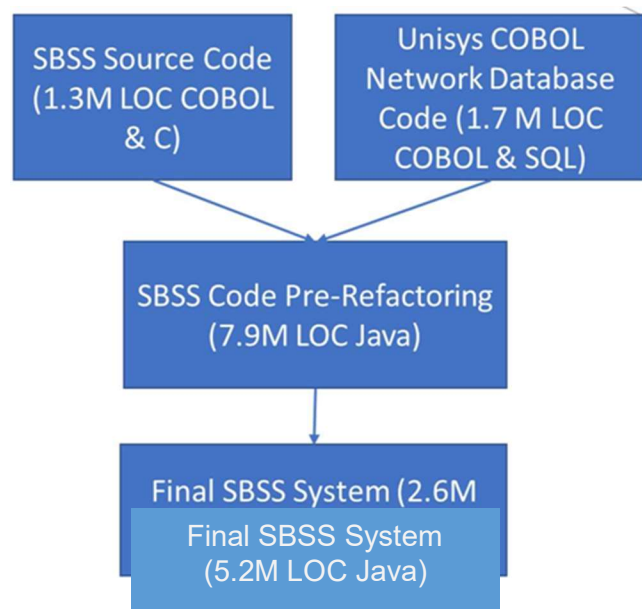 SBSS Source Code
(1.3M LOC COBOL
& C)
Unisys COBOL
Network Database
Code (1.7 M LOC
COBOL & SQL)
SBSS Code Pre-Refactoring
(7.9M LOC Java)
Final SBSS System (2.6M
Final SBSS System
(5.2M LOC Java)